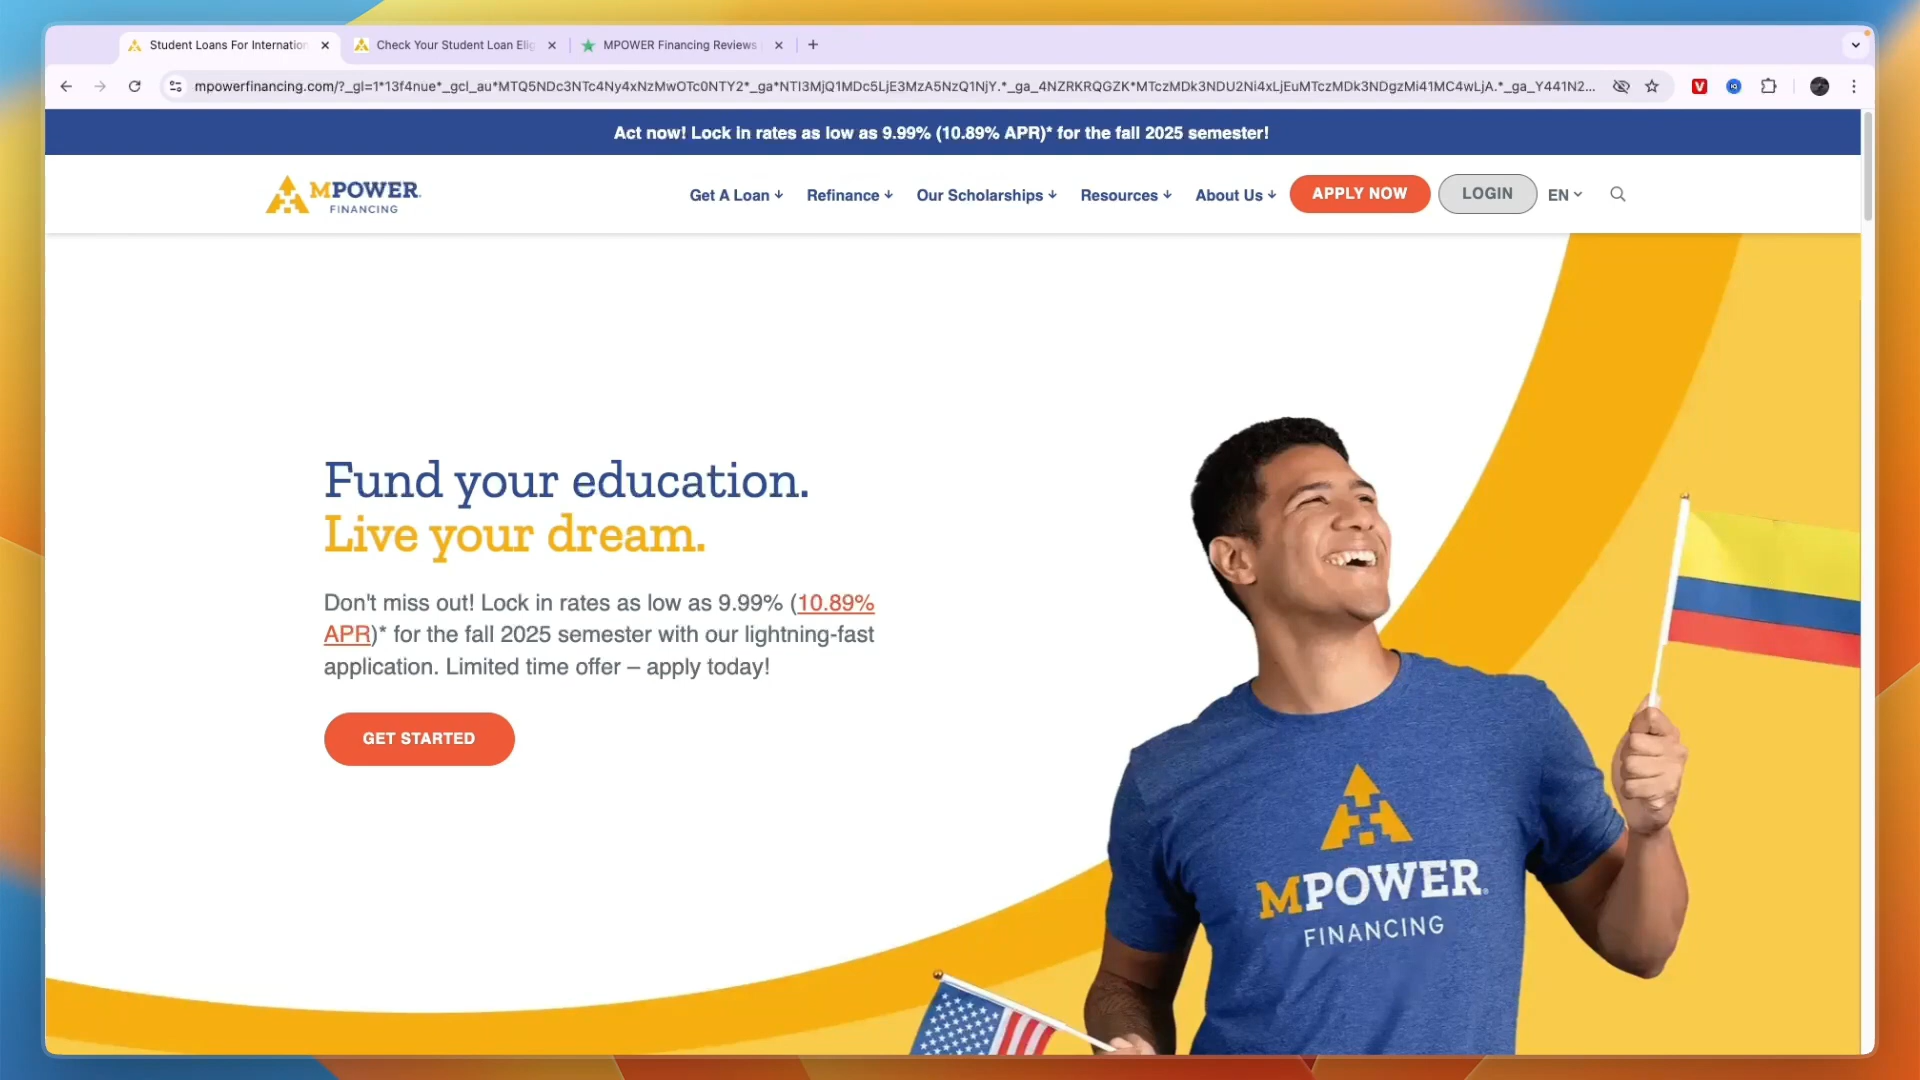 Student Loans For Internation
Check Your Student Loan Elig
MPOWER Financing Reviews
mpowerfinancing.com/?_gl=1*13f4nue*_gcl_au*MTQ5NDc3NTc4Ny4xNzMwOTc0NTY2*_ga*NTI3MjQ1MDc5LjE3MzA5NzQ1NjY.*_ga_4NZRKRQGZK*MTczMDk3NDU2Ni4xLjEuMTczMDk3NDgzMi41MC4wLjA.*_ga_Y441N2...
Act now! Lock in rates as low as 9.99% (10.89% APR)* for the fall 2025 semester!
MPOWER
FINANCING
Get A Loan
Refinance
Our Scholarships
Resources
About Us
APPLY NOW
LOGIN
EN
Fund your education.
Live your dream.
Don't miss out! Lock in rates as low as 9.99% (10.89%
APR)* for the fall 2025 semester with our lightning-fast
application. Limited time offer – apply today!
GET STARTED
MPOWER
FINANCING